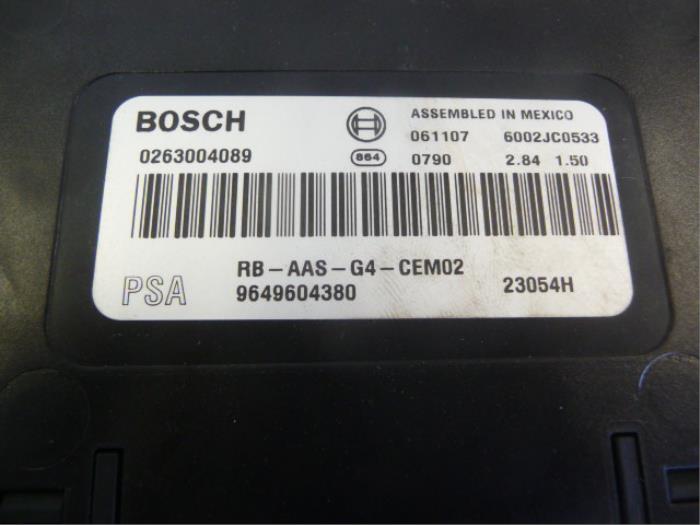 BOSCH
ASSEMBLED IN MEXICO
061107 6002JC0533
0263004089 864 0790 2.84 1.50
RB-AAS-G4-CEM02
PSA 9649604380 23054H